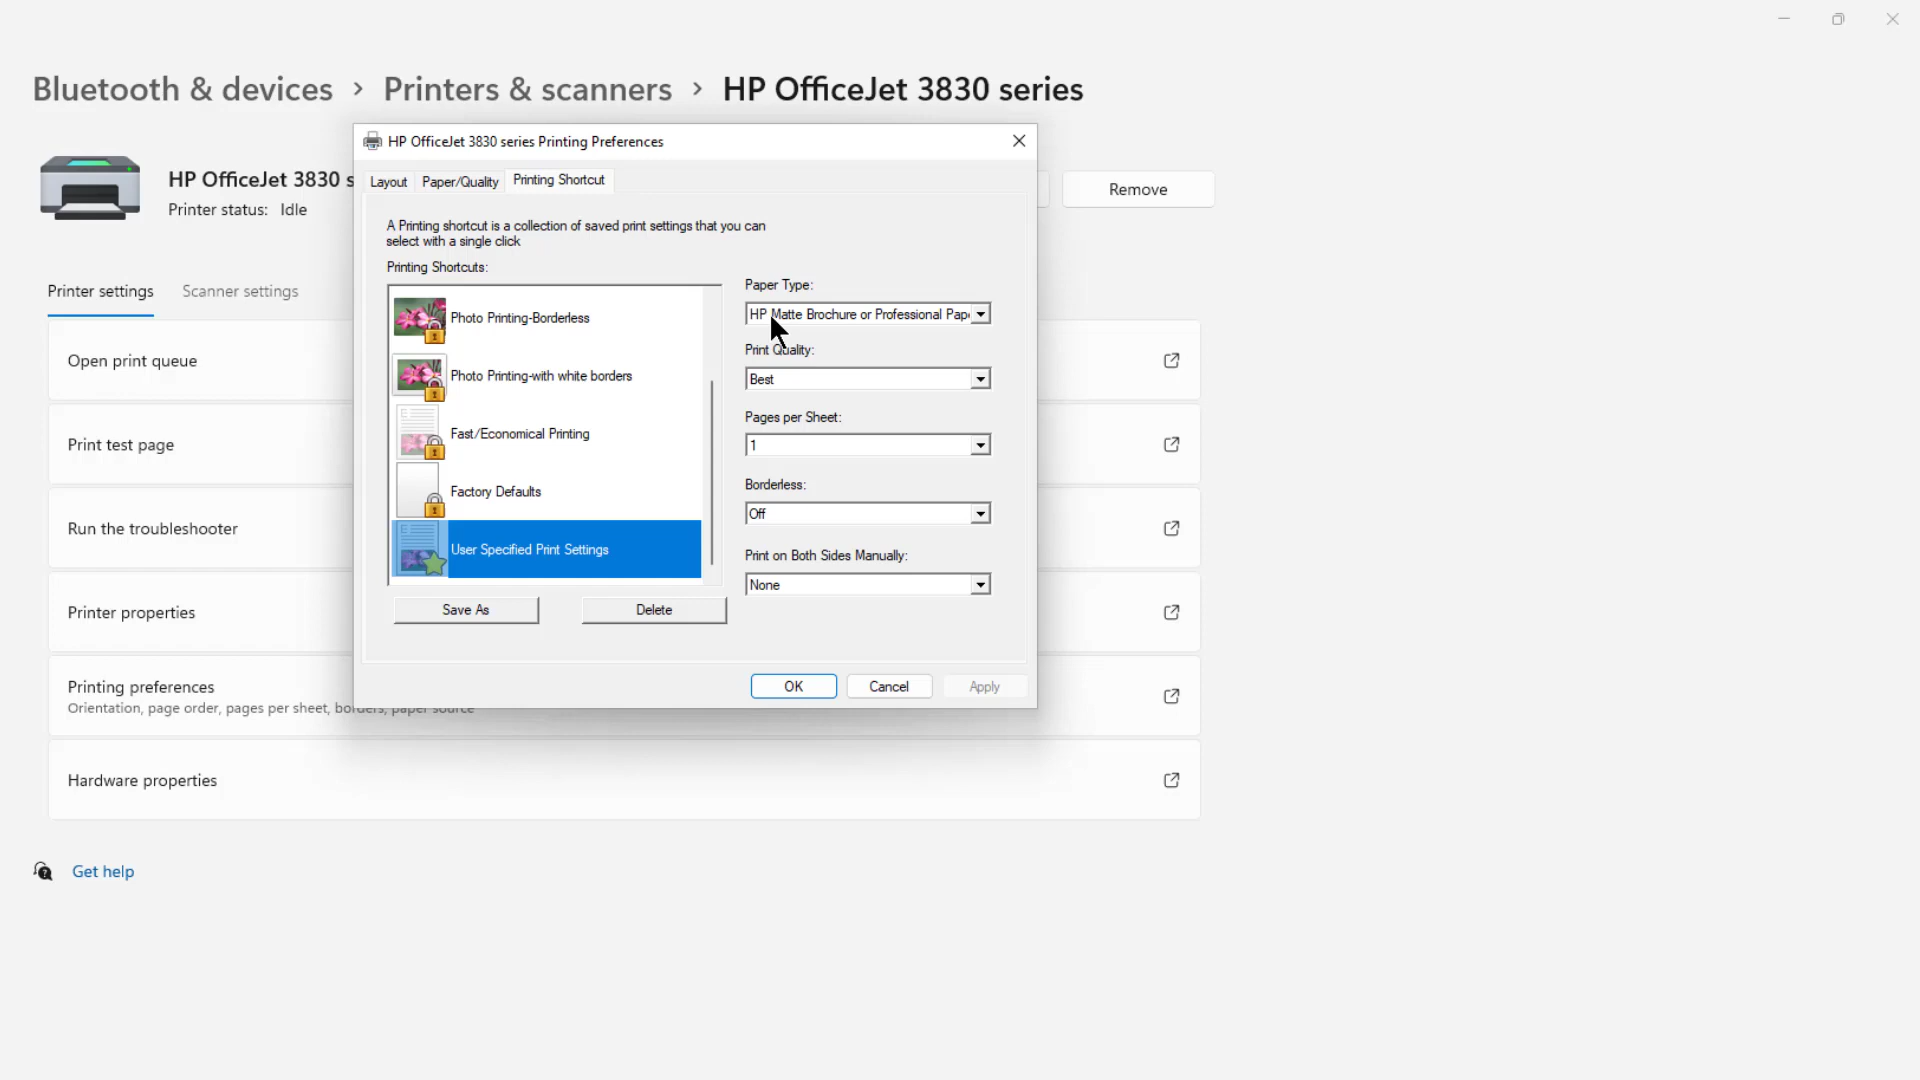 Bluetooth & devices > Printers & scanners > HP OfficeJet 3830 series
HP OfficeJet 3830 s
Printer status: Idle
Remove
Printer settings
Scanner settings
Open print queue
Print test page
Run the troubleshooter
Printer properties
Printing preferences
Orientation, page order, pages per sheet, borders, paper source
Hardware properties
Get help
HP OfficeJet 3830 series Printing Preferences
Layout
Paper/Quality
Printing Shortcut
A Printing shortcut is a collection of saved print settings that you can
select with a single click
Printing Shortcuts:
Photo Printing-Borderless
Photo Printing-with white borders
Fast/Economical Printing
Factory Defaults
User Specified Print Settings
Save As
Delete
Paper Type:
HP Matte Brochure or Professional Pap
Print Quality:
Best
Pages per Sheet:
1
Borderless:
Off
Print on Both Sides Manually:
None
OK
Cancel
Apply